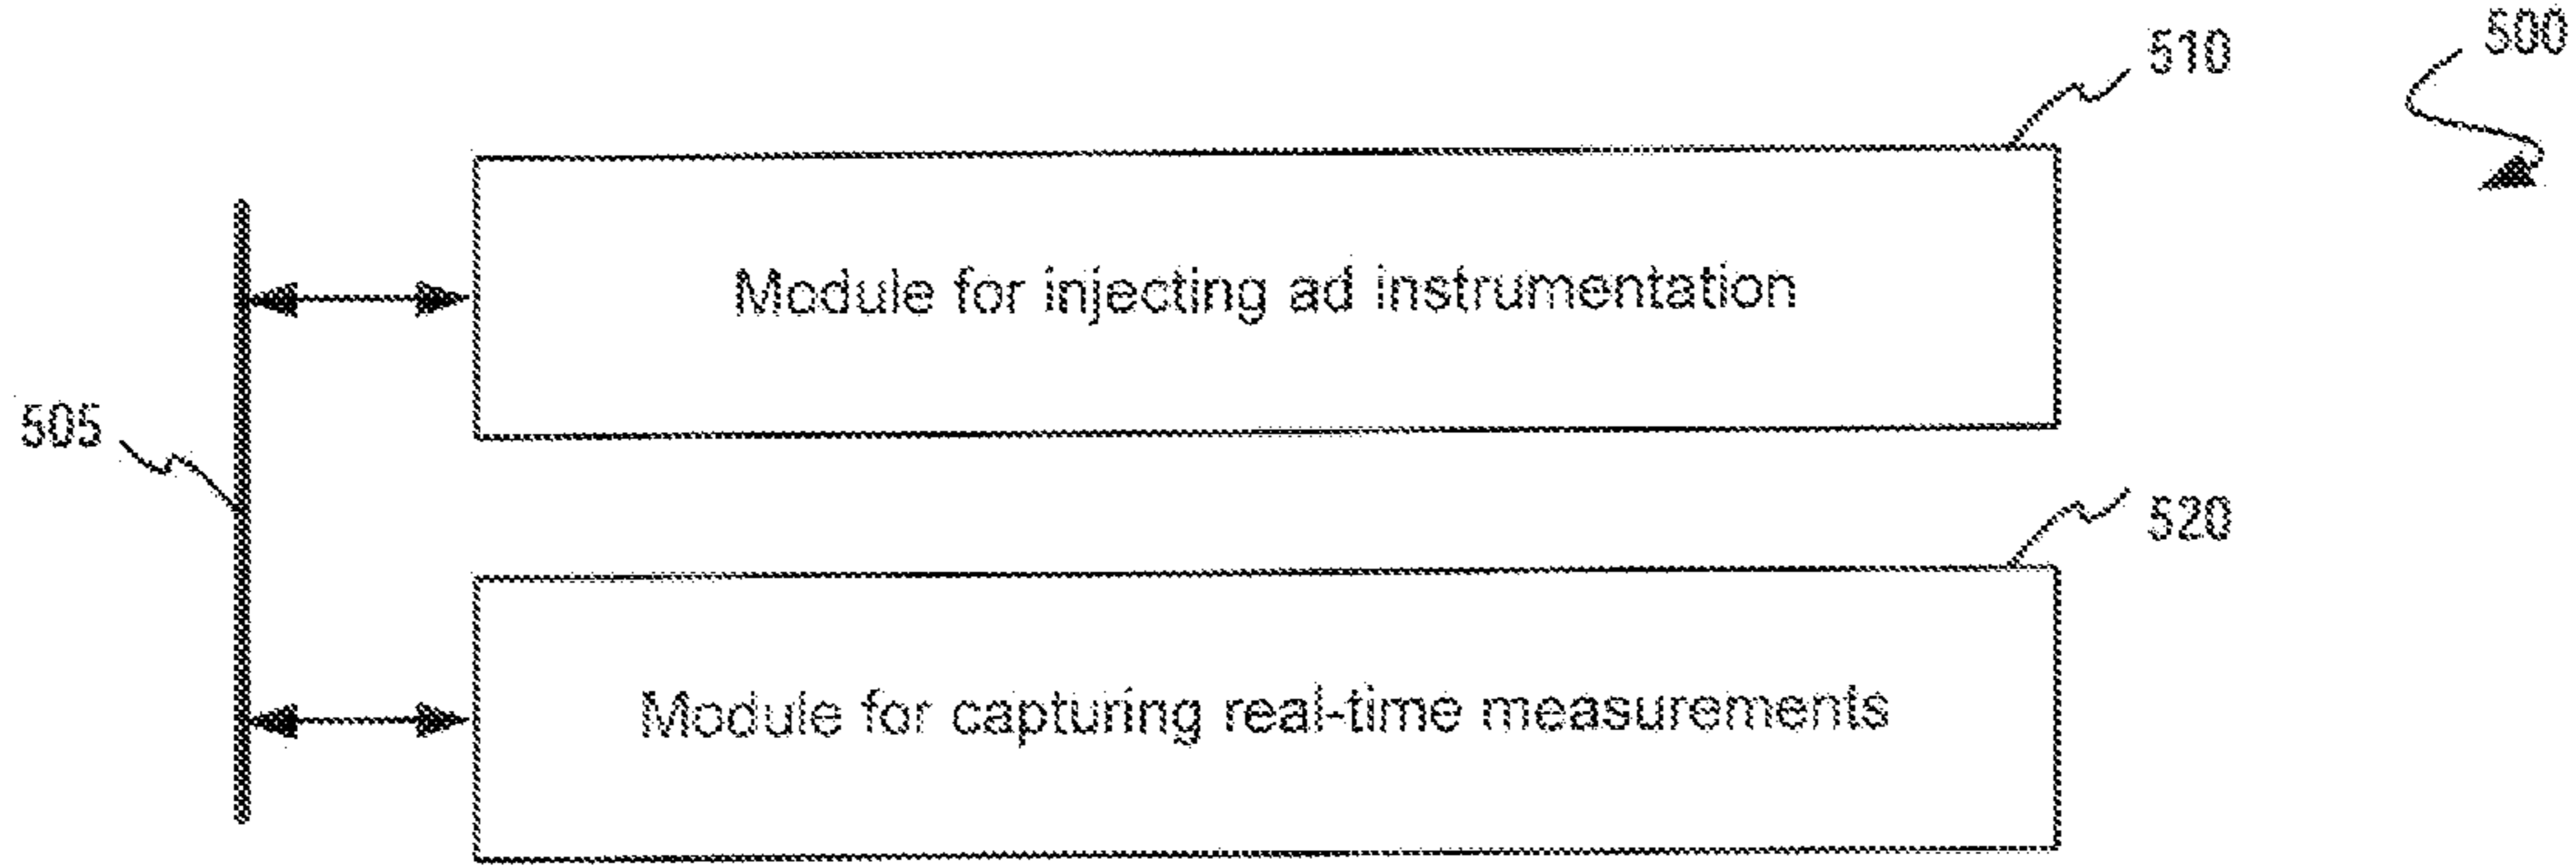 500
510
Module for injecting ad instrumentation
505
520
Module for capturing real-time measurements